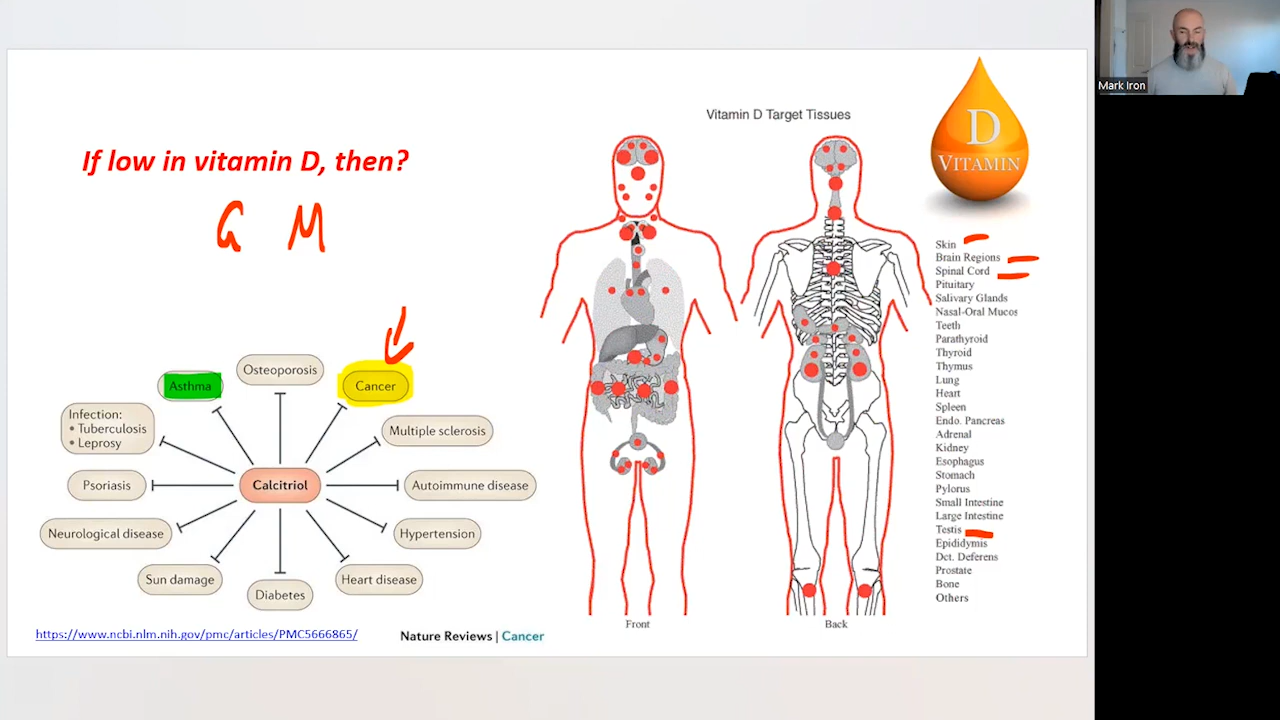 Mark Iron
Vitamin D Target Tissues
D
VITAMIN
If low in vitamin D, then?
G M
Osteoporosis
Asthma
Cancer
Infection:
• Tuberculosis
• Leprosy
Multiple sclerosis
Psoriasis
Calcitriol
Autoimmune disease
Neurological disease
Hypertension
Sun damage
Heart disease
Diabetes
Skin
Brain Regions
Spinal Cord
Pituitary
Salivary Glands
Nasal-Oral Mucos
Teeth
Parathyroid
Thyroid
Thymus
Lung
Heart
Spleen
Endo. Pancreas
Adrenal
Kidney
Esophagus
Stomach
Pylorus
Small Intestine
Large Intestine
Testis
Epididymis
Dct. Deferens
Prostate
Bone
Others
Front
Back
https://www.ncbi.nlm.nih.gov/pmc/articles/PMC5666865/
Nature Reviews | Cancer